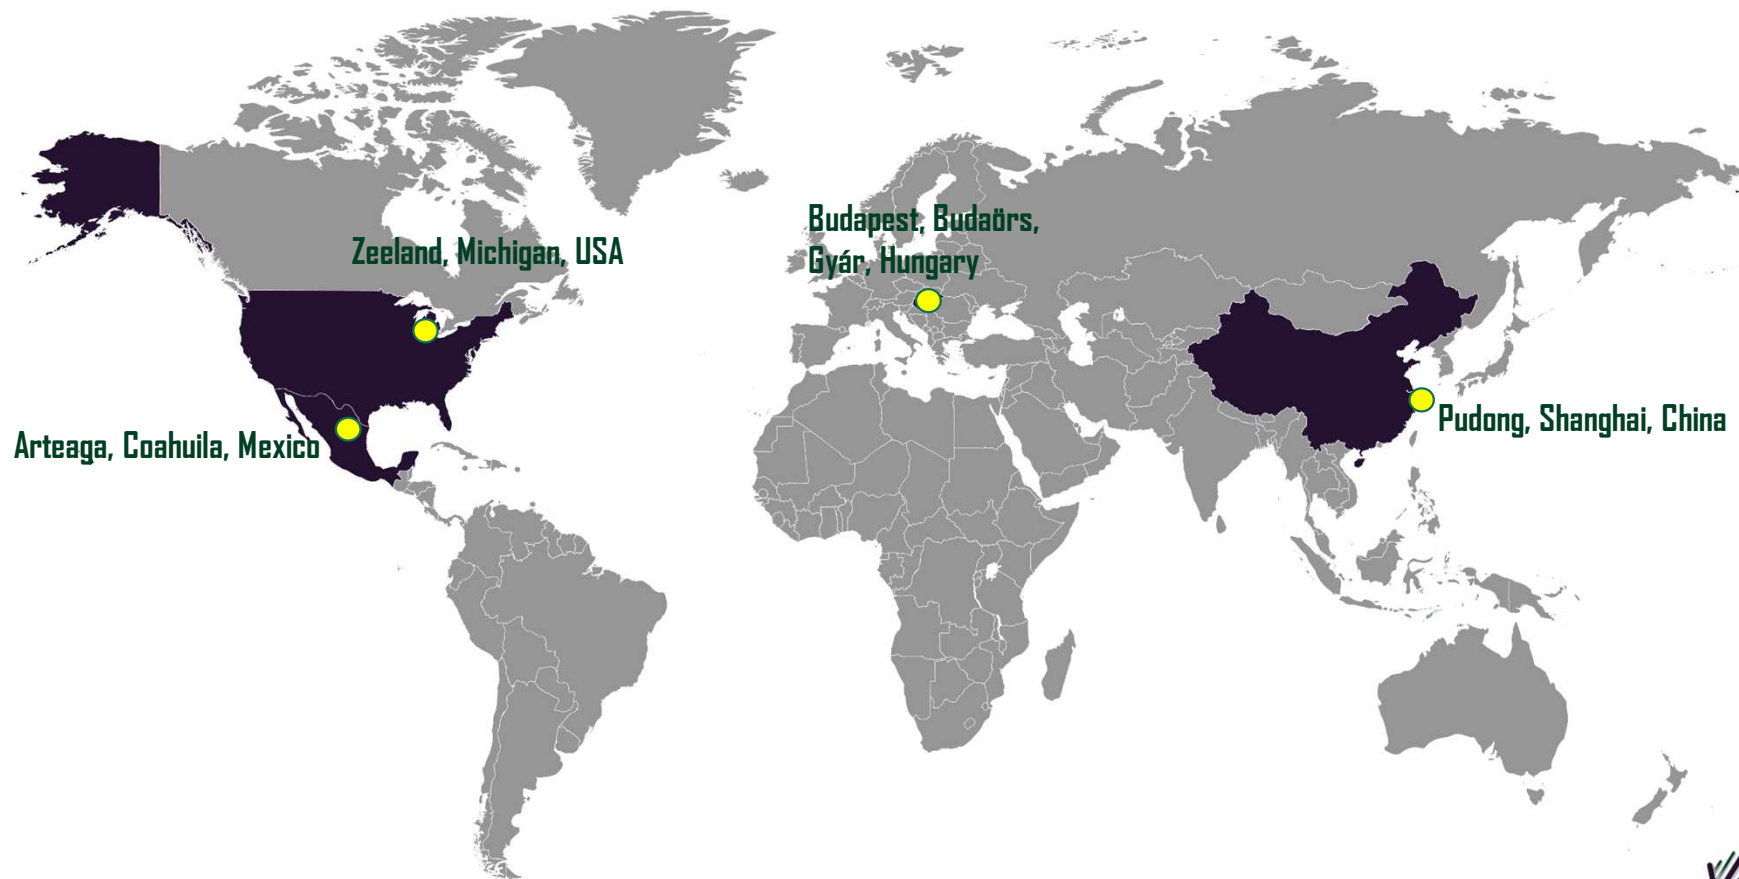 Zeeland, Michigan, USA
Budapest, Budaörs,
Gyár, Hungary
Arteaga, Coahuila, Mexico
Pudong, Shanghai, China